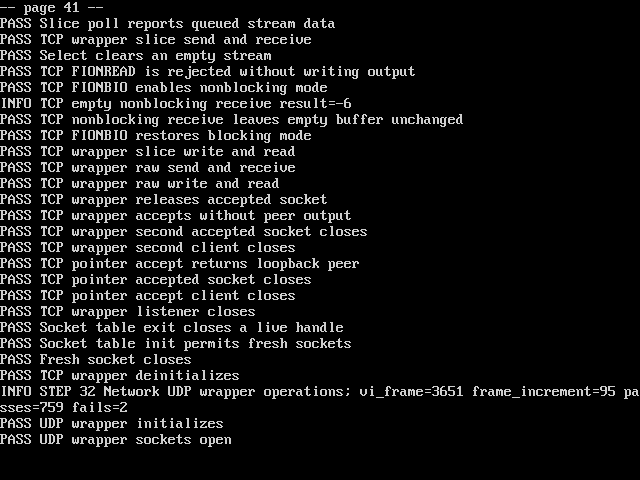 -- page 41 --
PASS Slice poll reports queued stream data
PASS TCP wrapper slice send and receive
PASS Select clears an empty stream
PASS TCP FIONREAD is rejected without writing output
PASS TCP FIONBIO enables nonblocking mode
INFO TCP empty nonblocking receive result=-6
PASS TCP nonblocking receive leaves empty buffer unchanged
PASS TCP FIONBIO restores blocking mode
PASS TCP wrapper slice write and read
PASS TCP wrapper raw send and receive
PASS TCP wrapper raw write and read
PASS TCP wrapper releases accepted socket
PASS TCP wrapper accepts without peer output
PASS TCP wrapper second accepted socket closes
PASS TCP wrapper second client closes
PASS TCP pointer accept returns loopback peer
PASS TCP pointer accepted socket closes
PASS TCP pointer accept client closes
PASS TCP wrapper listener closes
PASS Socket table exit closes a live handle
PASS Socket table init permits fresh sockets
PASS Fresh socket closes
PASS TCP wrapper deinitializes
INFO STEP 32 Network UDP wrapper operations; vi_frame=3651 frame_increment=95 pa
sses=759 fails=2
PASS UDP wrapper initializes
PASS UDP wrapper sockets open